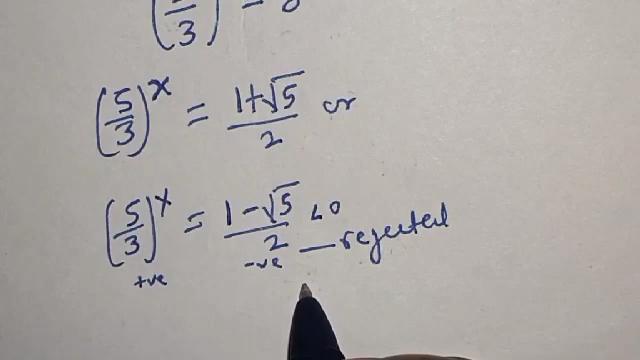 (5/3)^x = (1+√5)/2 or
(5/3)^x = (1-√5)/2 <0
+ve -ve — rejected